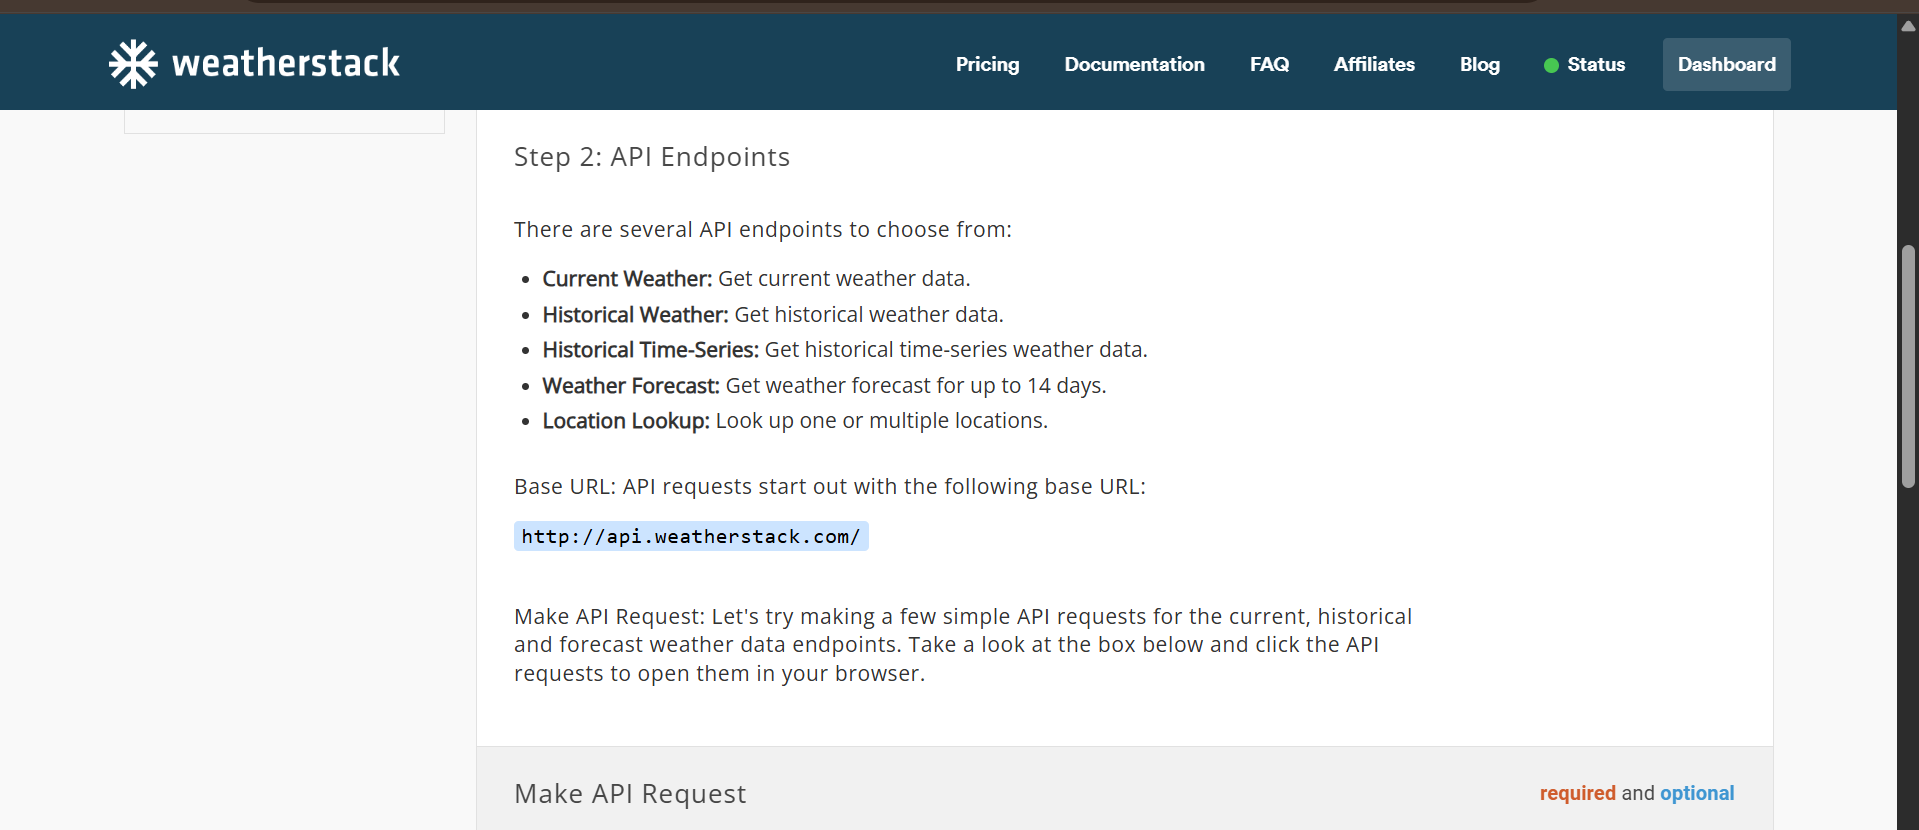 weatherstack
Pricing Documentation FAQ Affiliates Blog Status Dashboard
Step 2: API Endpoints
There are several API endpoints to choose from:
Current Weather: Get current weather data.
Historical Weather: Get historical weather data.
Historical Time-Series: Get historical time-series weather data.
Weather Forecast: Get weather forecast for up to 14 days.
Location Lookup: Look up one or multiple locations.
Base URL: API requests start out with the following base URL:
http://api.weatherstack.com/
Make API Request: Let's try making a few simple API requests for the current, historical
and forecast weather data endpoints. Take a look at the box below and click the API
requests to open them in your browser.
Make API Request
required and optional